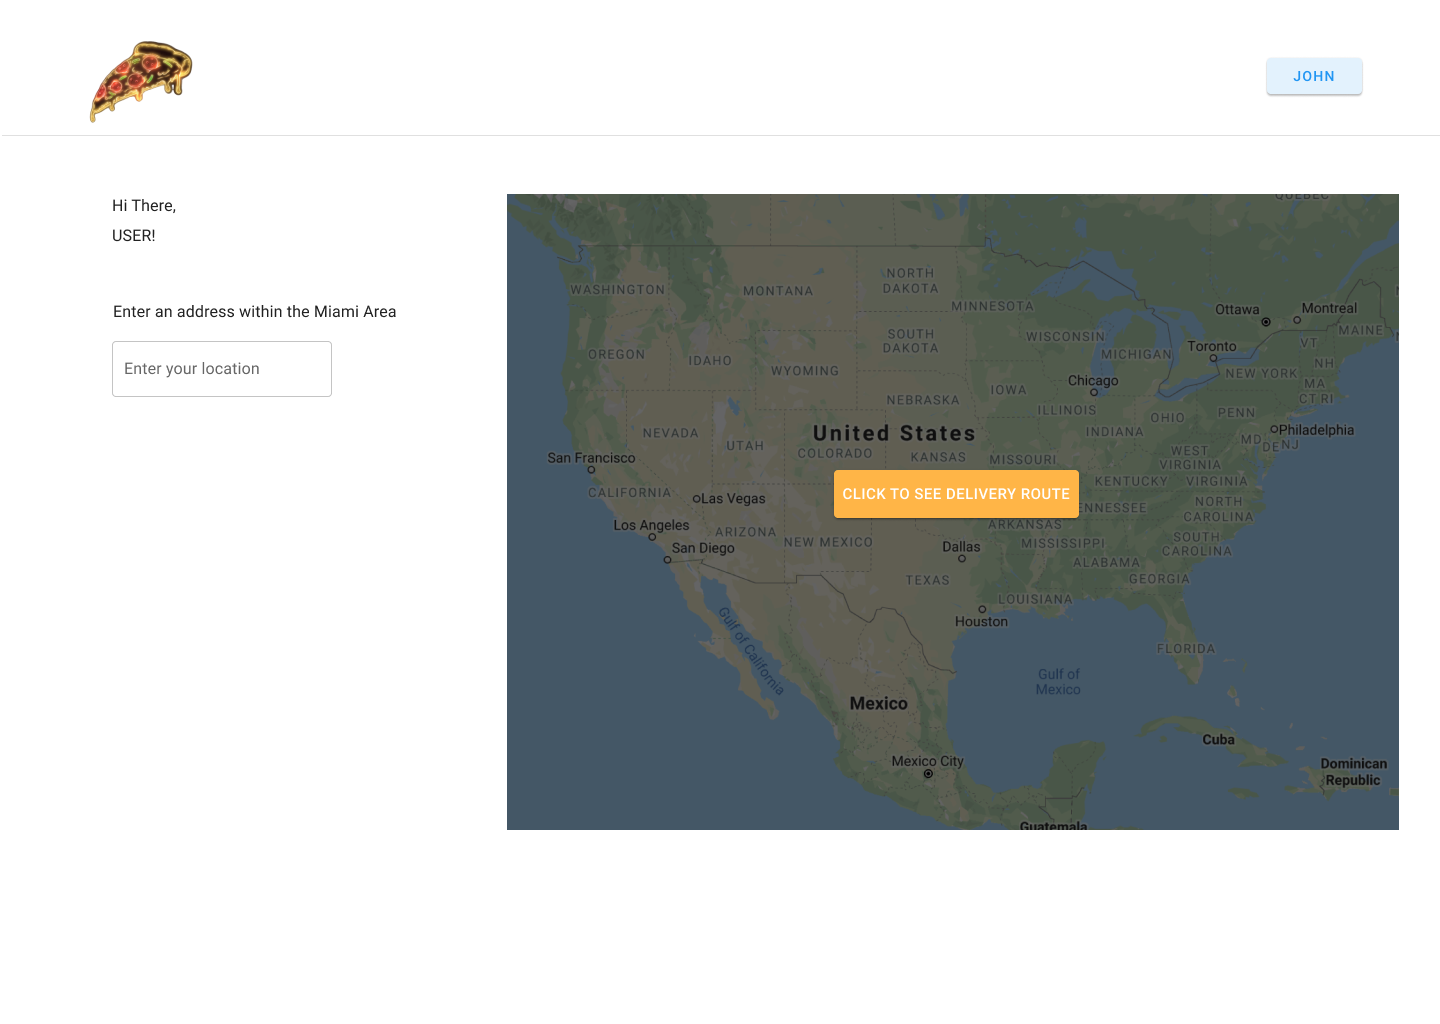 JOHN
Hi There,
USER!
Enter an address within the Miami Area
Enter your location
QUEBEC
WASHINGTON
MONTANA
NORTH
DAKOTA
MINNESOTA
Ottawa
Montreal
MAINE
OREGON
IDAHO
SOUTH
DAKOTA
WISCONSIN
MICHIGAN
Toronto
VT
NH
WYOMING
NEW YORK
MA
CT RI
IOWA
Chicago
NEBRASKA
ILLINOIS
INDIANA
OHIO
PENN
Philadelphia
MD
DE
NJ
NEVADA
UTAH
United States
COLORADO
KANSAS
MISSOURI
WEST
VIRGINIA
San Francisco
CALIFORNIA
Las Vegas
CLICK TO SEE DELIVERY ROUTE
KENTUCKY
VIRGINIA
ENNESSEE
NORTH
CAROLINA
Los Angeles
ARIZONA
NEW MEXICO
ARKANSAS
MISSISSIPPI
SOUTH
CAROLINA
San Diego
Dallas
ALABAMA
TEXAS
GEORGIA
LOUISIANA
Houston
FLORIDA
Gulf of California
Gulf of
Mexico
Mexico
Mexico City
Cuba
Dominican
Republic
Guatemala